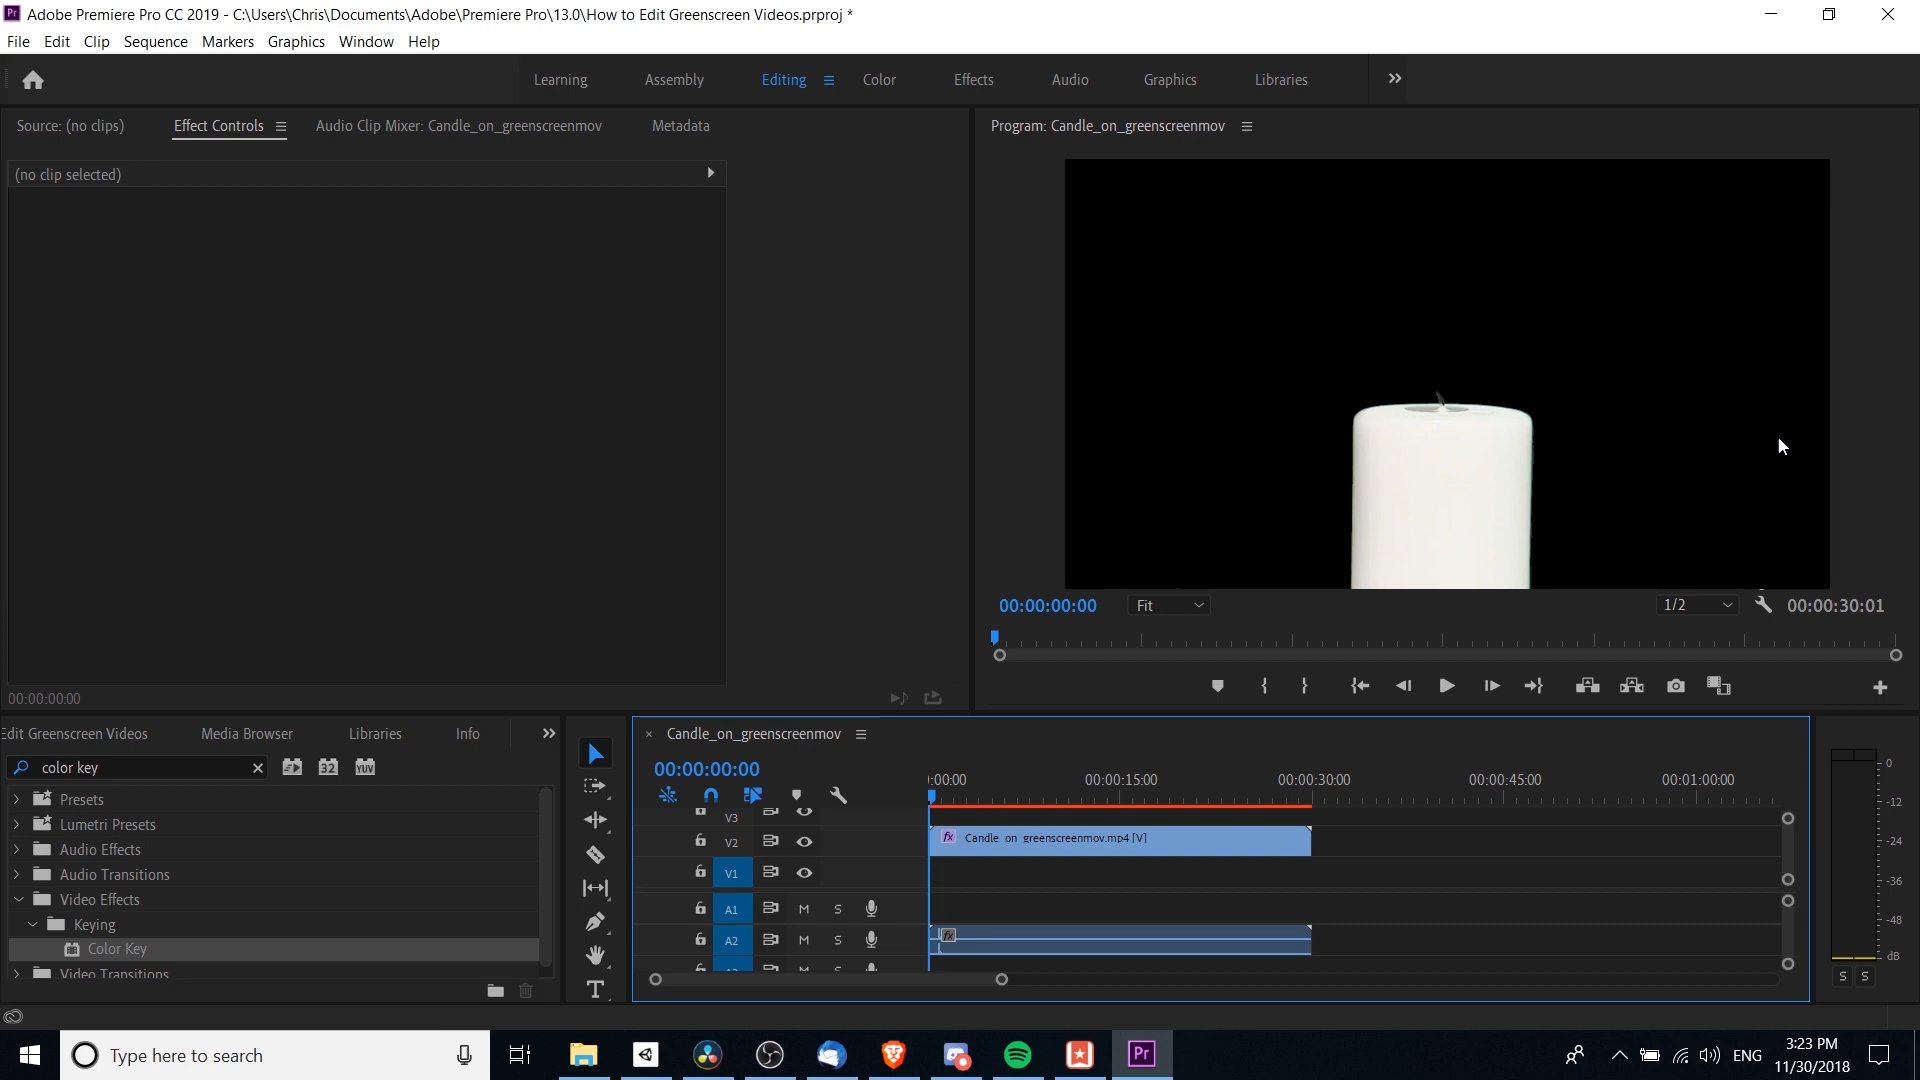 Adobe Premiere Pro CC 2019 - C:\Users\Chris\Documents\Adobe\Premiere Pro\13.0\How to Edit Greenscreen Videos.prproj *
File Edit Clip Sequence Markers Graphics Window Help
Learning Assembly Editing Color Effects Audio Graphics Libraries
Source: (no clips) Effect Controls Audio Clip Mixer: Candle_on_greenscreenmov Metadata
Program: Candle_on_greenscreenmov
(no clip selected)
00:00:00:00 Fit 1/2 00:00:30:01
00:00:00:00
Edit Greenscreen Videos Media Browser Libraries Info
color key 32 YUV
Presets
Lumetri Presets
Audio Effects
Audio Transitions
Video Effects
Keying
Color Key
Video Transitions
Candle_on_greenscreenmov
00:00:00:00
:00:00 00:00:15:00 00:00:30:00 00:00:45:00 00:01:00:00
V3
V2 fx Candle_on_greenscreenmov.mp4 [V]
V1
A1 M S
A2 M S fx
0
-12
-24
-36
-48
dB
S S
Type here to search
Pr
ENG
3:23 PM
11/30/2018